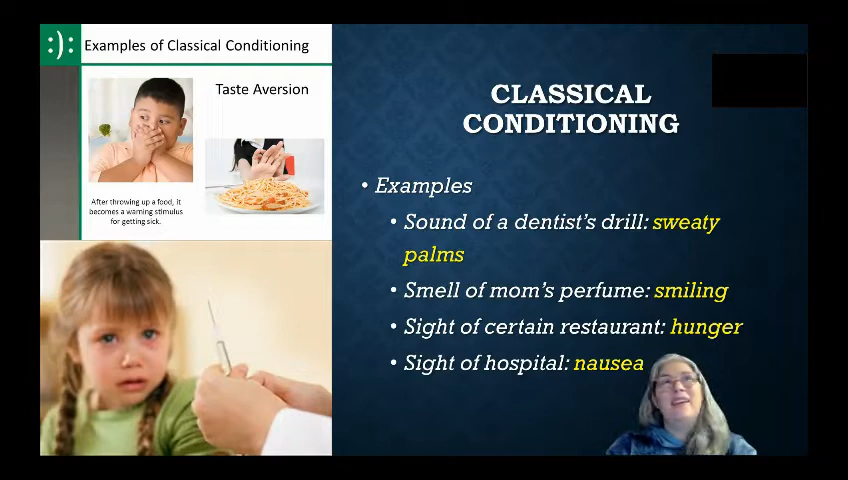 :): Examples of Classical Conditioning
Taste Aversion
After throwing up a food, it
becomes a warning stimulus
for getting sick.
CLASSICAL
CONDITIONING
• Examples
• Sound of a dentist's drill: sweaty
palms
• Smell of mom's perfume: smiling
• Sight of certain restaurant: hunger
• Sight of hospital: nausea